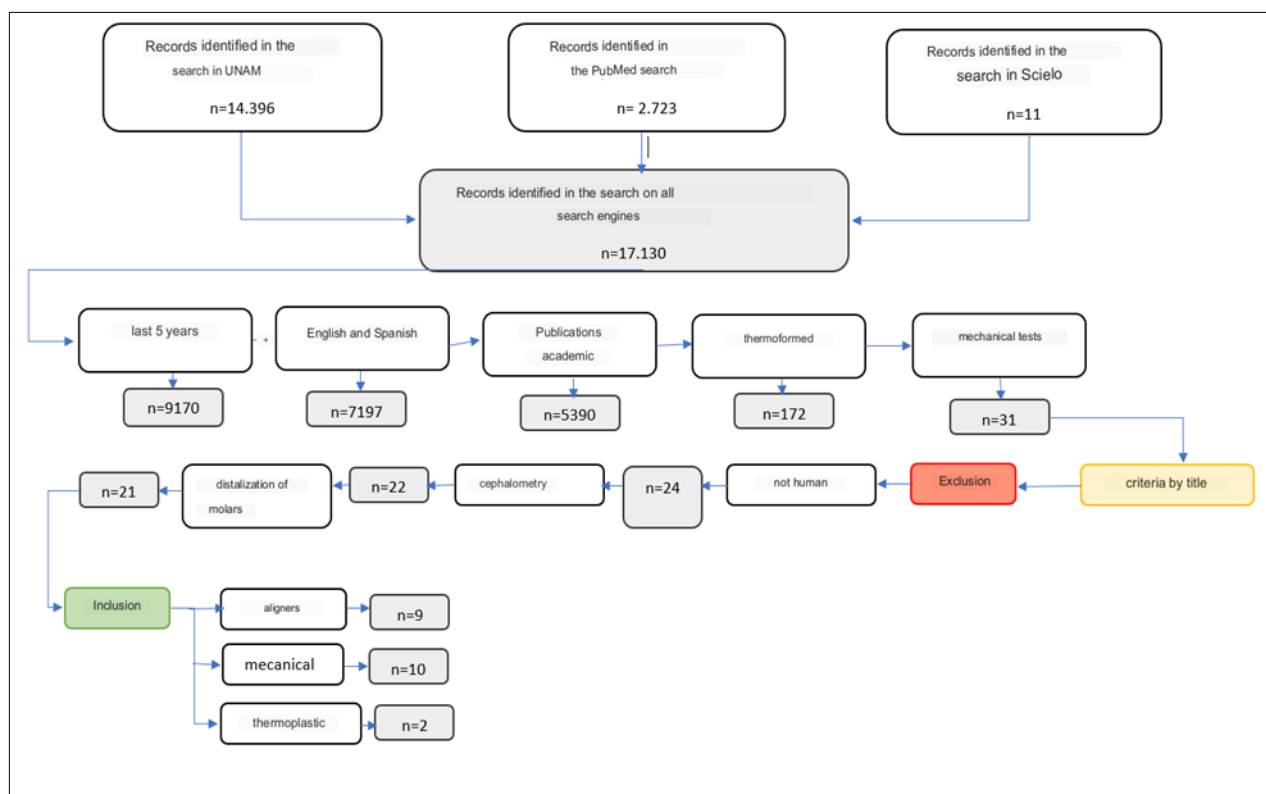 Records identified in the
search in UNAM
n=14.396
Records identified in
the PubMed search
n= 2.723
Records identified in the
search in Scielo
n=11
Records identified in the search on all
search engines
n=17.130
last 5 years
English and Spanish
Publications
academic
thermoformed
mechanical tests
n=9170
n=7197
n=5390
n=172
n=31
criteria by title
Exclusion
not human
n=24
cephalometry
n=22
distalization of
molars
n=21
Inclusion
aligners
n=9
mecanical
n=10
thermoplastic
n=2